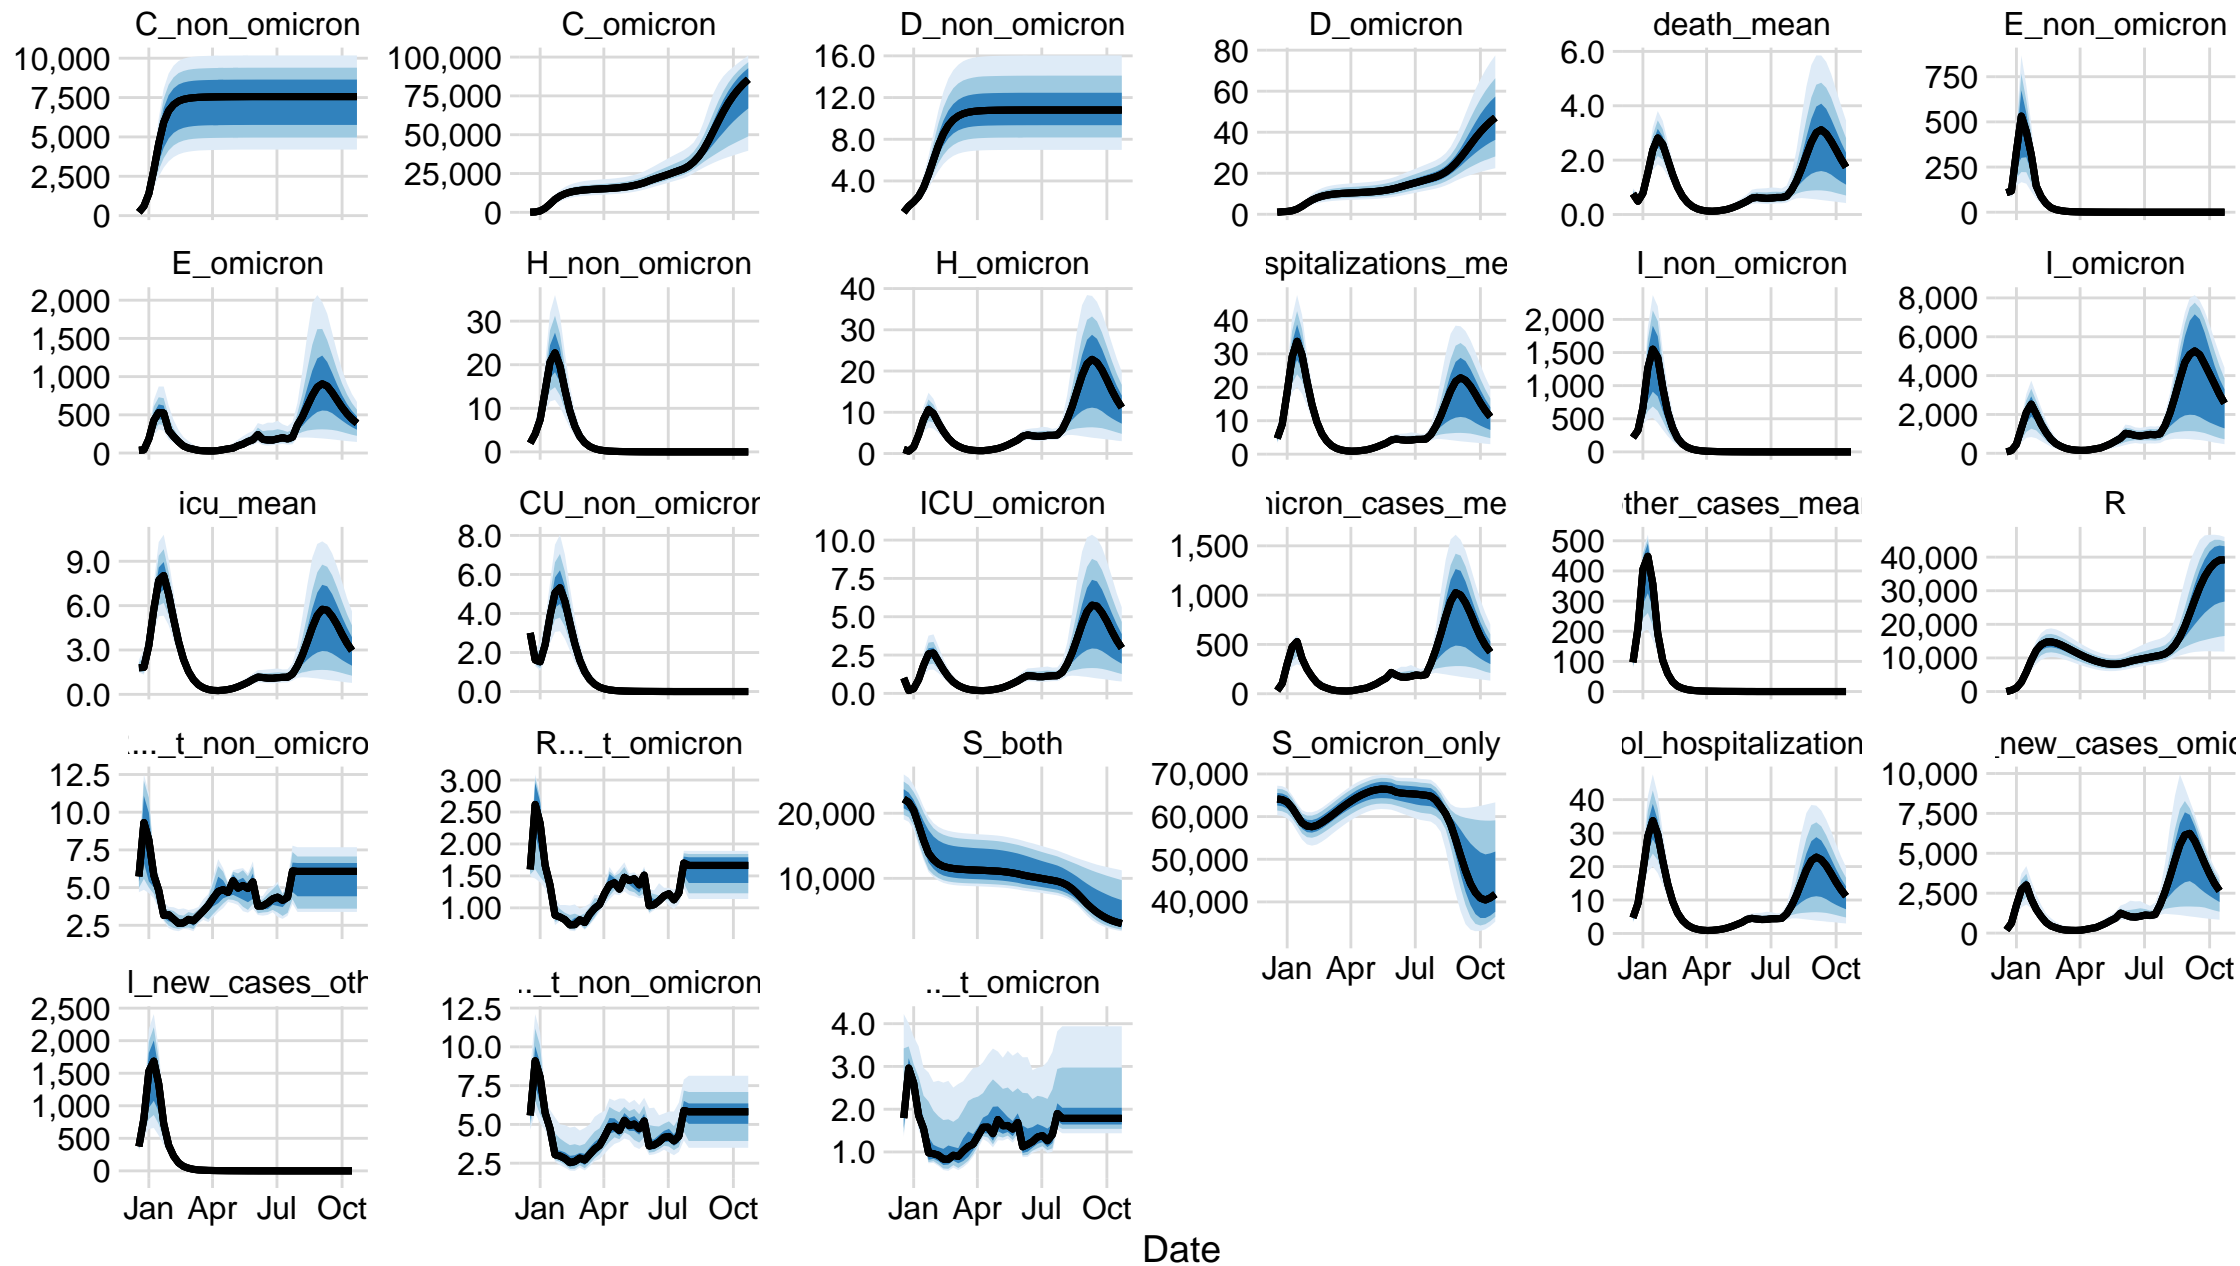 C_non_omicron C_omicron D_non_omicron D_omicron death_mean E_non_omicron
10,000 7,500 5,000 2,500 0
100,000 75,000 50,000 25,000 0
16.0 12.0 8.0 4.0
80 60 40 20 0
6.0 4.0 2.0 0.0
750 500 250 0
E_omicron H_non_omicron H_omicron spitalizations_me I_non_omicron I_omicron
2,000 1,500 1,000 500 0
30 20 10 0
40 30 20 10 0
40 30 20 10 0
2,000 1,500 1,000 500 0
8,000 6,000 4,000 2,000 0
icu_mean CU_non_omicron ICU_omicron icron_cases_me ther_cases_mea R
9.0 6.0 3.0 0.0
8.0 6.0 4.0 2.0 0.0
10.0 7.5 5.0 2.5 0.0
1,500 1,000 500 0
500 400 300 200 100 0
40,000 30,000 20,000 10,000 0
..._t_non_omicro R..._t_omicron S_both S_omicron_only ol_hospitalization _new_cases_omic
12.5 10.0 7.5 5.0 2.5
3.00 2.50 2.00 1.50 1.00
20,000 10,000
70,000 60,000 50,000 40,000
40 30 20 10 0
10,000 7,500 5,000 2,500 0
Jan Apr Jul Oct Jan Apr Jul Oct Jan Apr Jul Oct
l_new_cases_oth .._t_non_omicron .._t_omicron
2,500 2,000 1,500 1,000 500 0
12.5 10.0 7.5 5.0 2.5
4.0 3.0 2.0 1.0
Jan Apr Jul Oct Jan Apr Jul Oct Jan Apr Jul Oct
Date